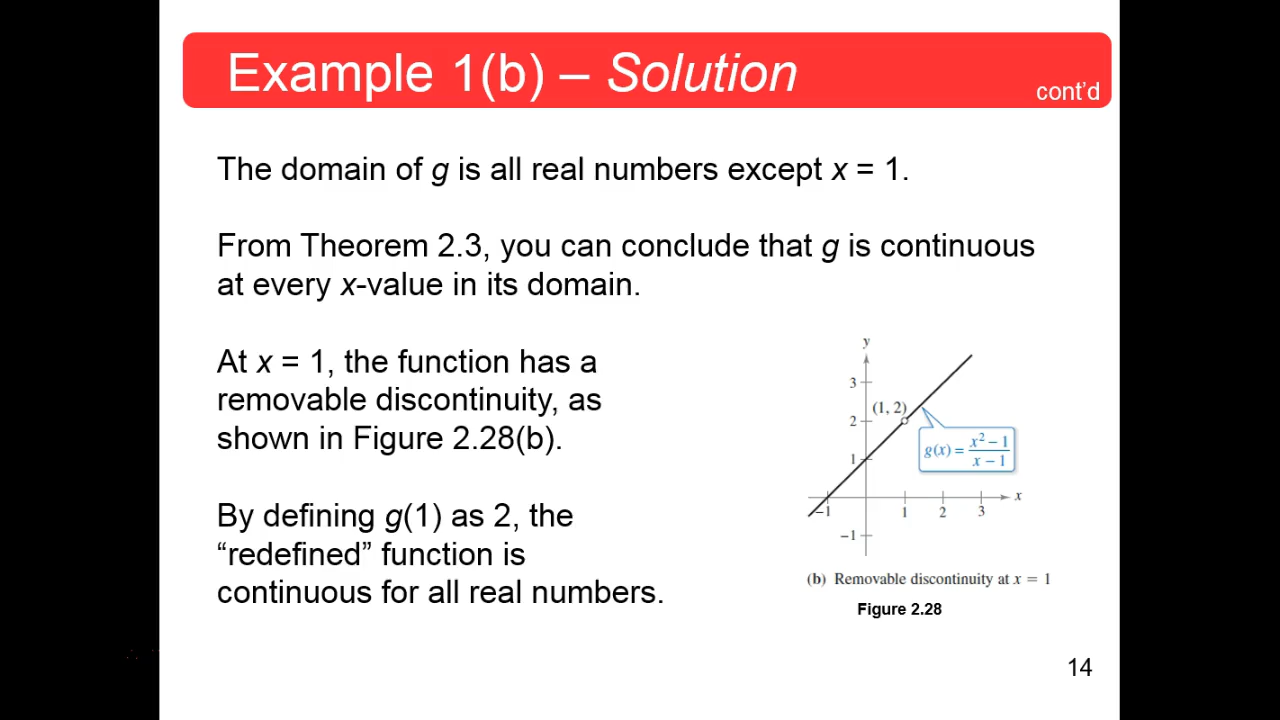 Example 1(b) – Solution
cont’d
The domain of g is all real numbers except x = 1.
From Theorem 2.3, you can conclude that g is continuous
at every x-value in its domain.
At x = 1, the function has a
removable discontinuity, as
shown in Figure 2.28(b).
By defining g(1) as 2, the
“redefined” function is
continuous for all real numbers.
y
3
(1, 2)
2
g(x) = x² – 1
x – 1
1
x
–1 1 2 3
–1
(b) Removable discontinuity at x = 1
Figure 2.28
14